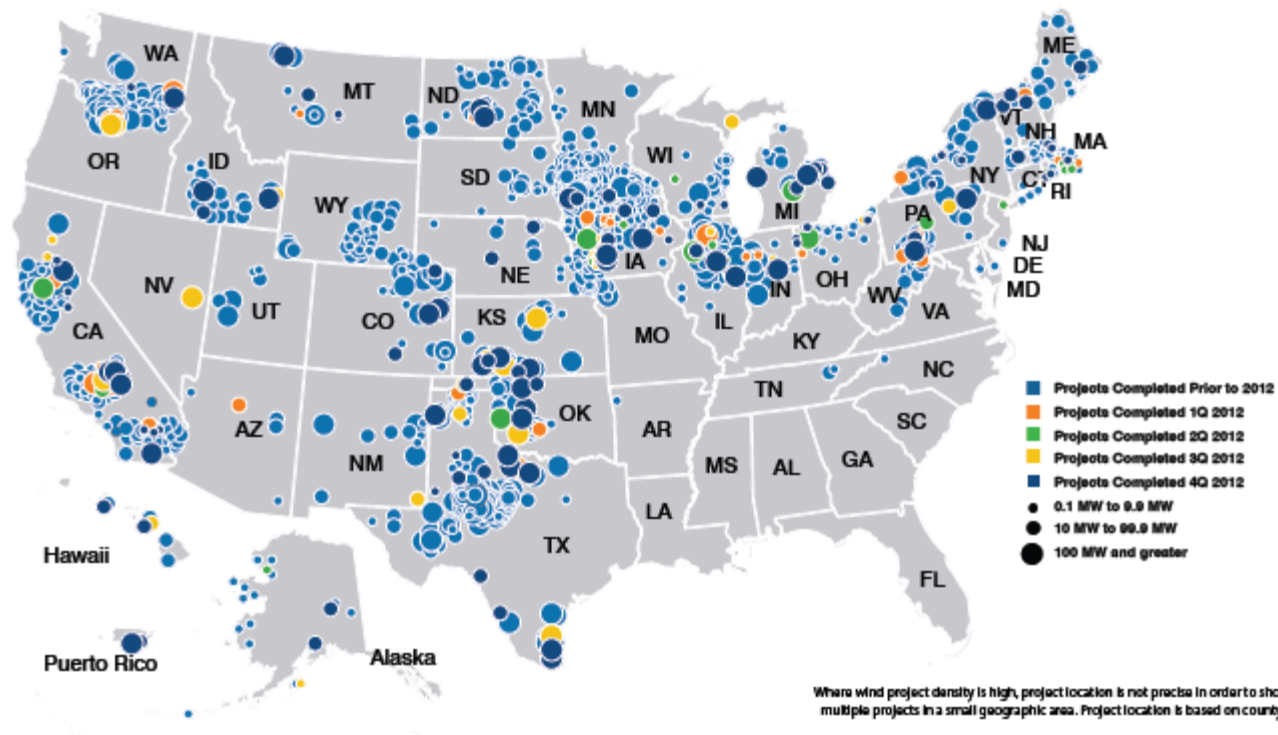 WA
ME
MT
ND
MN
VT
NH
OR
ID
WI
MA
SD
NY
CT
RI
WY
MI
PA
NE
IA
NJ
NV
OH
DE
IN
MD
UT
WV
CA
CO
KS
IL
VA
MO
KY
NC
TN
Projects Completed Prior to 2012
AZ
OK
Projects Completed 1Q 2012
AR
SC
Projects Completed 2Q 2012
NM
MS
AL
GA
Projects Completed 3Q 2012
Projects Completed 4Q 2012
LA
0.1 MW to 9.9 MW
10 MW to 99.9 MW
TX
Hawaii
100 MW and greater
FL
Puerto Rico
Alaska
Where wind project density is high, project location is not precise in order to sho
multiple projects in a small geographic area. Project location is based on county